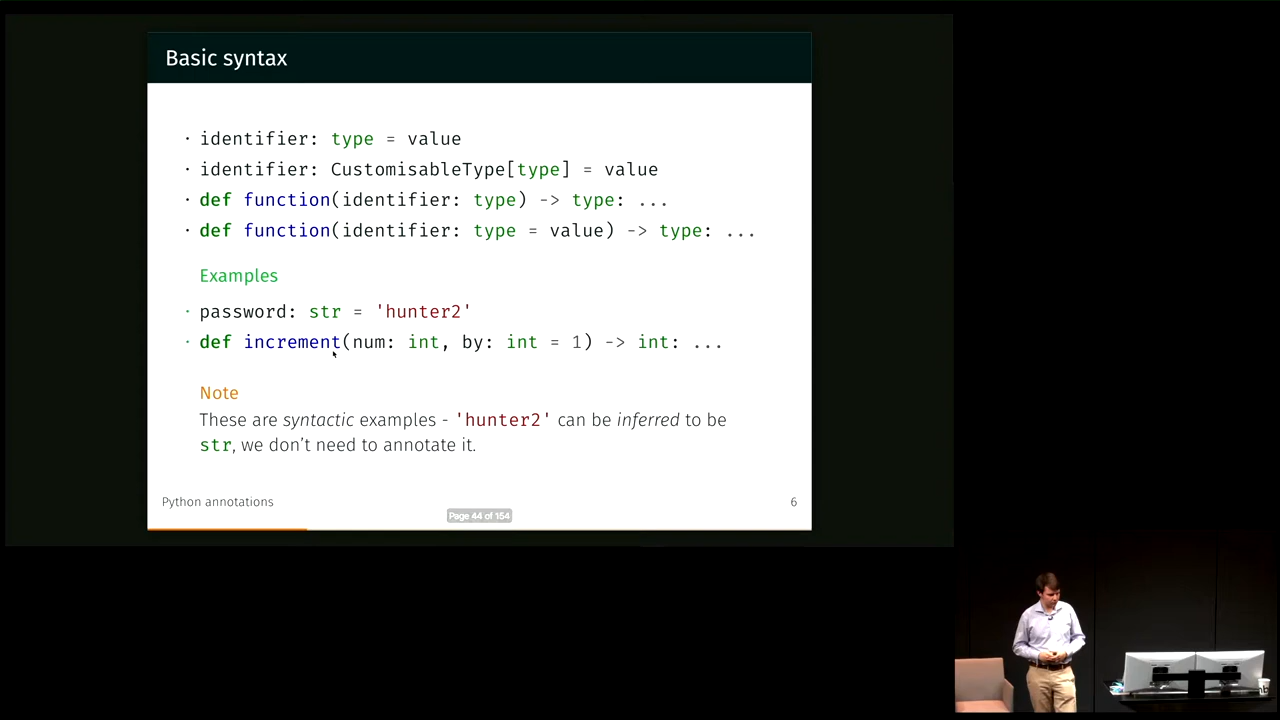 Basic syntax
· identifier: type = value
· identifier: CustomisableType[type] = value
· def function(identifier: type) -> type: ...
· def function(identifier: type = value) -> type: ...
Examples
· password: str = 'hunter2'
· def increment(num: int, by: int = 1) -> int: ...
Note
These are syntactic examples - 'hunter2' can be inferred to be
str, we don't need to annotate it.
Python annotations
6
Page 44 of 154